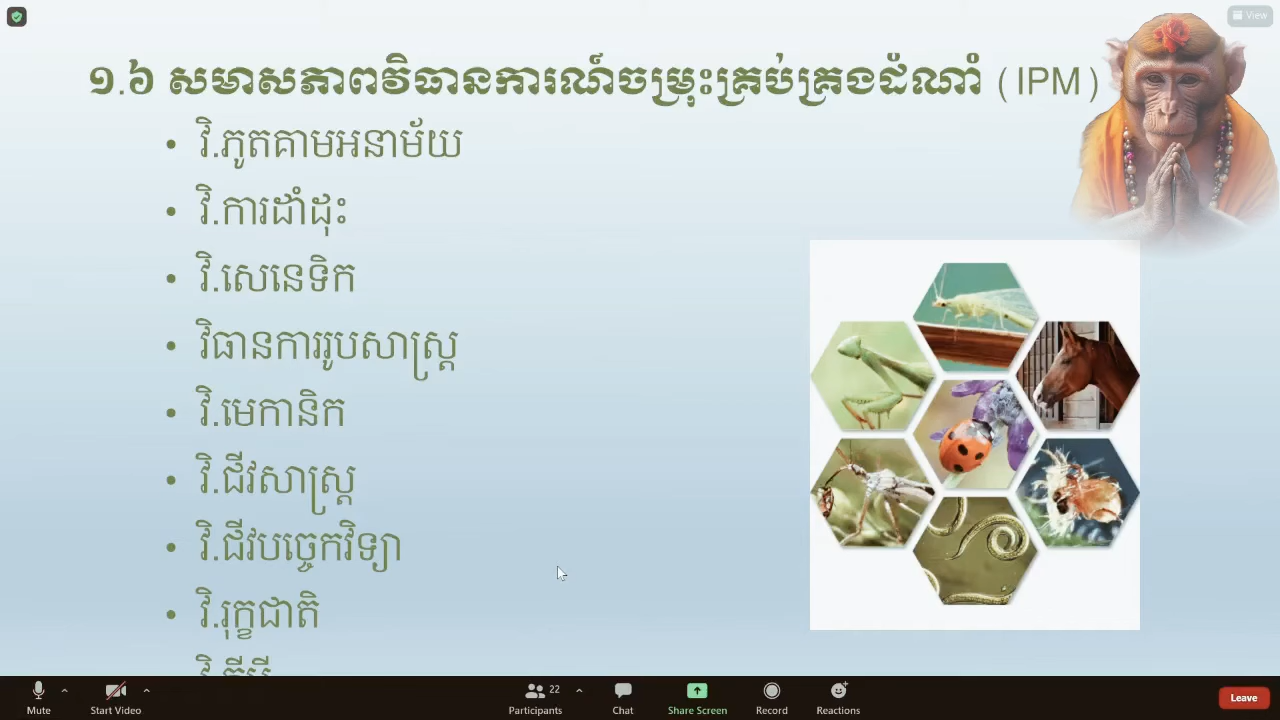 View
១.៦ សមាសភាពវិធានការណ៍ចម្រុះគ្រប់គ្រងដំណាំ (IPM)
• វិ.ភូតគាមអនាម័យ
• វិ.ការដាំដុះ
• វិ.សេនេទិក
• វិធានការរូបសាស្ត្រ
• វិ.មេកានិក
• វិ.ជីវសាស្ត្រ
• វិ.ជីវបច្ចេកវិទ្យា
• វិ.រុក្ខជាតិ
22
Mute Start Video Participants Chat Share Screen Record Reactions Leave